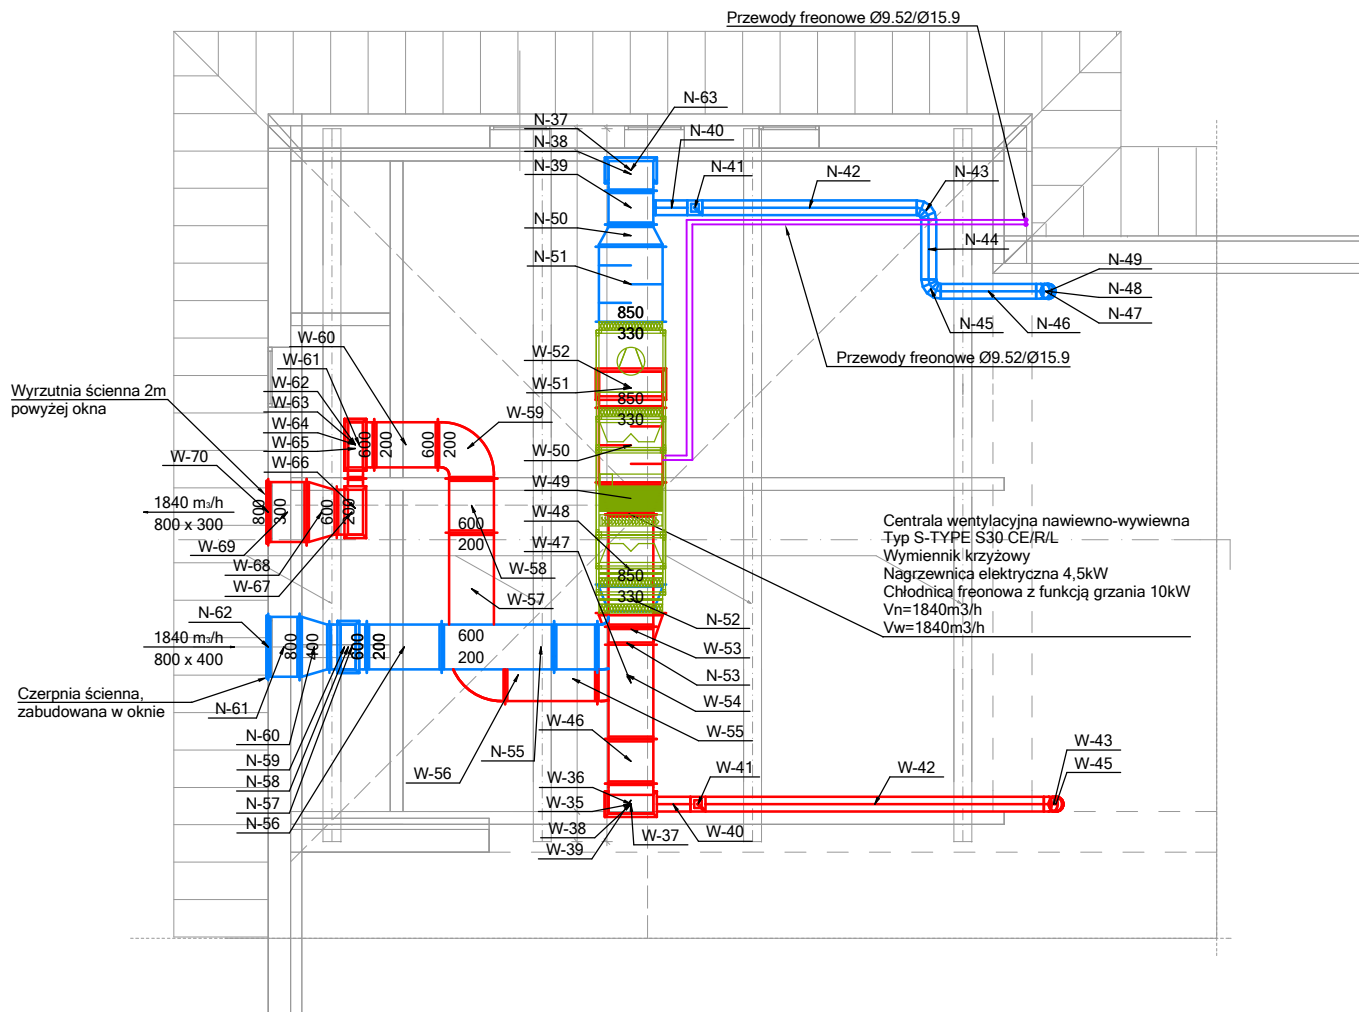 Przewody freonowe Ø9.52/Ø15.9
N-63
N-37
N-40
N-38
N-39
N-41
N-42
N-43
N-50
N-44
N-51
N-49
N-48
N-47
N-45
N-46
850
330
W-60
W-61
W-52
Przewody freonowe Ø9.52/Ø15.9
W-62
W-51
Wyrzutnia ścienna 2m
powyżej okna
W-63
850
330
W-59
W-64
W-65
600
200
600
200
W-50
W-70
W-66
W-49
1840 m³/h
800 x 300
800
300
600
200
600
200
W-48
W-69
W-47
W-68
W-58
W-67
850
330
W-57
Centrala wentylacyjna nawiewno-wywiewna
Typ S-TYPE S30 CE/R/L
Wymiennik krzyżowy
Nagrzewnica elektryczna 4,5kW
Chłodnica freonowa z funkcją grzania 10kW
Vn=1840m3/h
Vw=1840m3/h
N-62
N-52
1840 m³/h
800 x 400
800
400
600
200
600
200
W-53
N-53
Czerpnia ścienna,
zabudowana w oknie
N-61
W-54
N-60
W-46
W-55
N-59
N-55
W-56
N-58
N-57
N-56
W-36
W-35
W-41
W-42
W-43
W-45
W-38
W-37
W-40
W-39